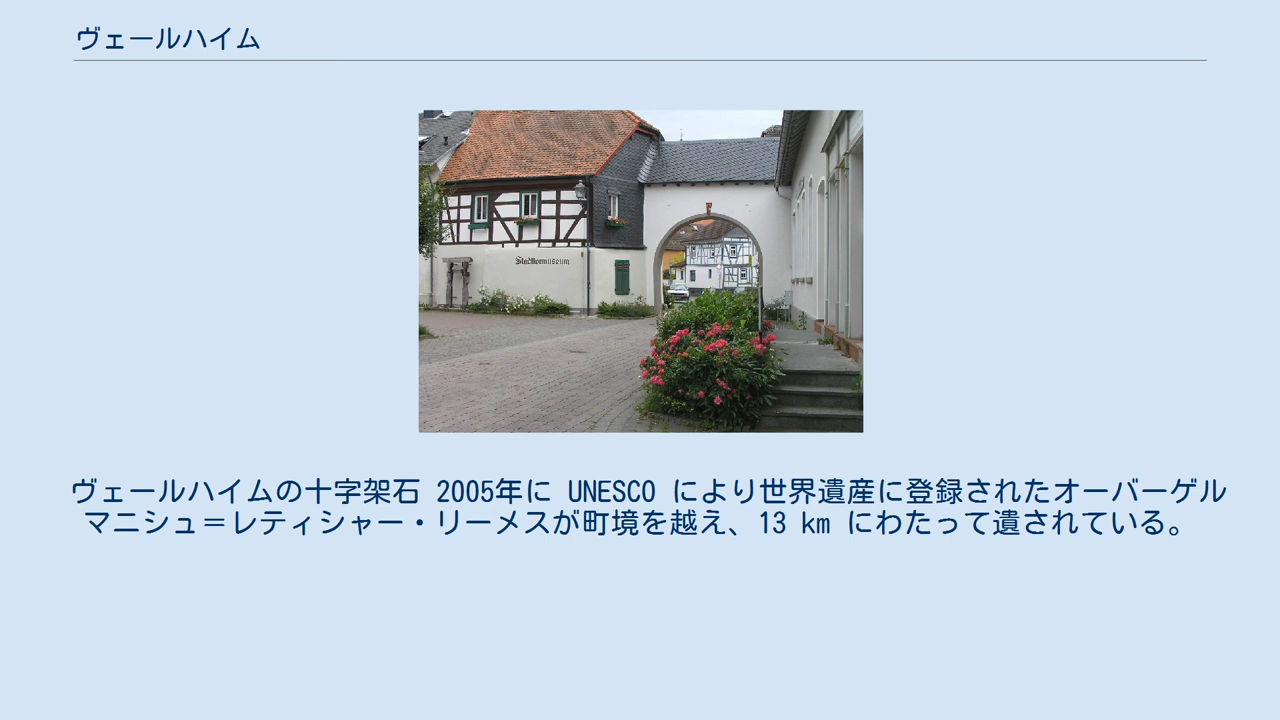 ヴェールハイム
Stadttormuseum
ヴェールハイムの十字架石 2005年に UNESCO により世界遺産に登録されたオーバーゲル
マニシュ＝レティシャー・リーメスが町境を越え、13 km にわたって遺されている。